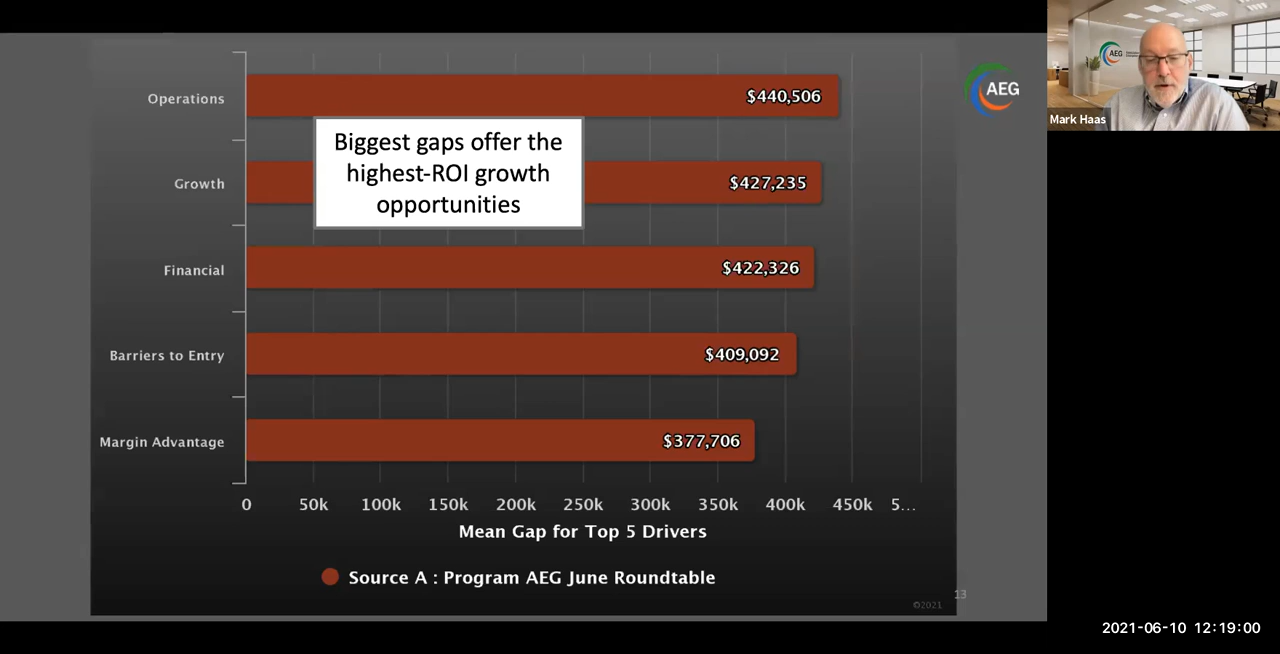 Operations
$440,506
Biggest gaps offer the
highest-ROI growth
opportunities
Growth
$427,235
Financial
$422,326
Barriers to Entry
$409,092
Margin Advantage
$377,706
0 50k 100k 150k 200k 250k 300k 350k 400k 450k 5...
Mean Gap for Top 5 Drivers
Source A : Program AEG June Roundtable
©2021
13
AEG
AEG
Mark Haas
2021-06-10 12:19:00